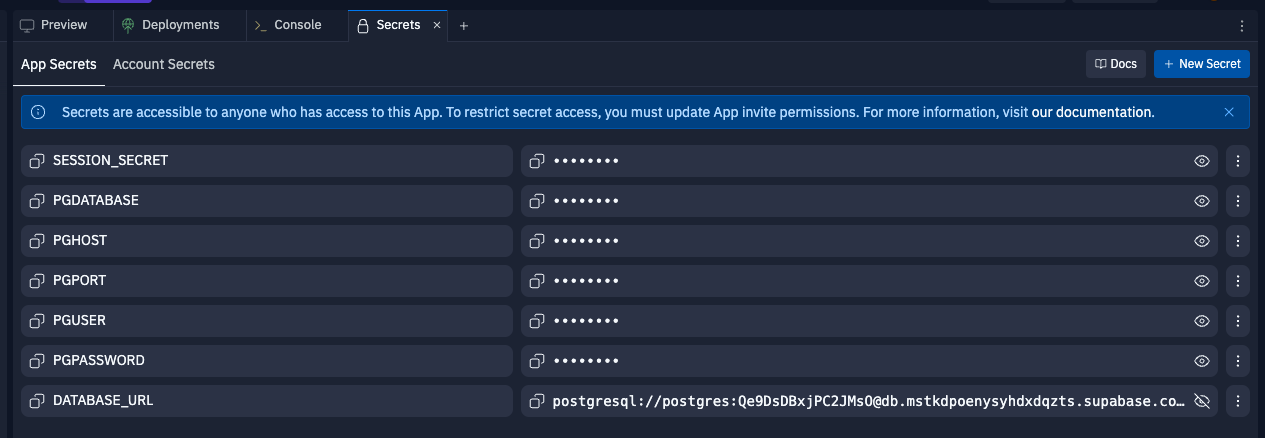 Preview
Deployments
Console
Secrets
App Secrets
Account Secrets
Docs
New Secret
Secrets are accessible to anyone who has access to this App. To restrict secret access, you must update App invite permissions. For more information, visit our documentation.
SESSION_SECRET ••••••••
PGDATABASE ••••••••
PGHOST ••••••••
PGPORT ••••••••
PGUSER ••••••••
PGPASSWORD ••••••••
DATABASE_URL postgresql://postgres:Qe9DsDBxjPC2JMsO@db.mstkdpoenysyhdxdqzts.supabase.co…